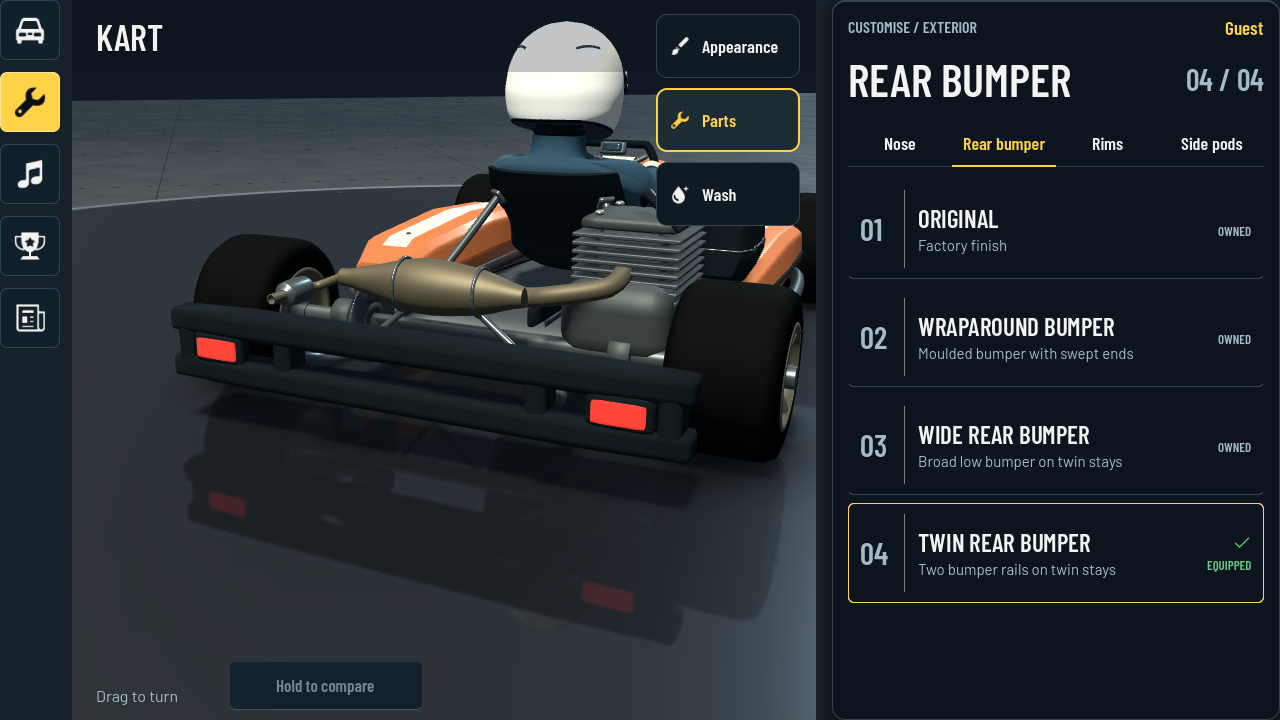 KART
Appearance
Parts
Wash
Drag to turn
Hold to compare
CUSTOMISE / EXTERIOR
Guest
REAR BUMPER
04 / 04
Nose
Rear bumper
Rims
Side pods
01
ORIGINAL
Factory finish
OWNED
02
WRAPAROUND BUMPER
Moulded bumper with swept ends
OWNED
03
WIDE REAR BUMPER
Broad low bumper on twin stays
OWNED
04
TWIN REAR BUMPER
Two bumper rails on twin stays
EQUIPPED